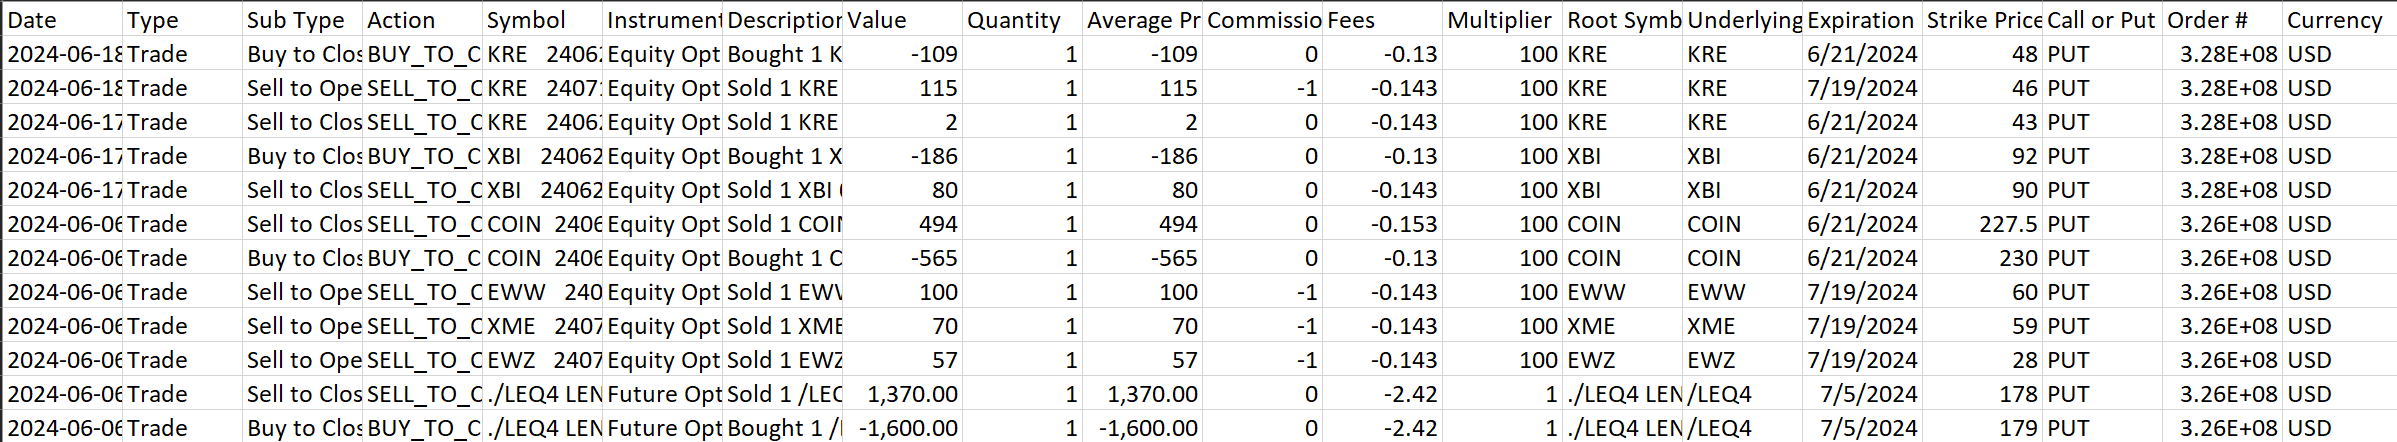 Date Type Sub Type Action Symbol Instrument Description Value Quantity Average Pr Commissio Fees Multiplier Root Symb Underlying Expiration Strike Price Call or Put Order # Currency
2024-06-18 Trade Buy to Clos BUY_TO_C KRE 24062 Equity Opt Bought 1 K -109 1 -109 0 -0.13 100 KRE KRE 6/21/2024 48 PUT 3.28E+08 USD
2024-06-18 Trade Sell to Ope SELL_TO_O KRE 24071 Equity Opt Sold 1 KRE 115 1 115 -1 -0.143 100 KRE KRE 7/19/2024 46 PUT 3.28E+08 USD
2024-06-17 Trade Sell to Clos SELL_TO_C KRE 24062 Equity Opt Sold 1 KRE 2 1 2 0 -0.143 100 KRE KRE 6/21/2024 43 PUT 3.28E+08 USD
2024-06-17 Trade Buy to Clos BUY_TO_C XBI 24062 Equity Opt Bought 1 X -186 1 -186 0 -0.13 100 XBI XBI 6/21/2024 92 PUT 3.28E+08 USD
2024-06-17 Trade Sell to Clos SELL_TO_C XBI 24062 Equity Opt Sold 1 XBI 80 1 80 0 -0.143 100 XBI XBI 6/21/2024 90 PUT 3.28E+08 USD
2024-06-06 Trade Sell to Clos SELL_TO_C COIN 2406 Equity Opt Sold 1 COIN 494 1 494 0 -0.153 100 COIN COIN 6/21/2024 227.5 PUT 3.26E+08 USD
2024-06-06 Trade Buy to Clos BUY_TO_C COIN 2406 Equity Opt Bought 1 C -565 1 -565 0 -0.13 100 COIN COIN 6/21/2024 230 PUT 3.26E+08 USD
2024-06-06 Trade Sell to Ope SELL_TO_O EWW 240 Equity Opt Sold 1 EWW 100 1 100 -1 -0.143 100 EWW EWW 7/19/2024 60 PUT 3.26E+08 USD
2024-06-06 Trade Sell to Ope SELL_TO_O XME 2407 Equity Opt Sold 1 XME 70 1 70 -1 -0.143 100 XME XME 7/19/2024 59 PUT 3.26E+08 USD
2024-06-06 Trade Sell to Ope SELL_TO_O EWZ 2407 Equity Opt Sold 1 EWZ 57 1 57 -1 -0.143 100 EWZ EWZ 7/19/2024 28 PUT 3.26E+08 USD
2024-06-06 Trade Sell to Clos SELL_TO_C ./LEQ4 LEN Future Opt Sold 1 /LEQ 1,370.00 1 1,370.00 0 -2.42 1 ./LEQ4 LEN /LEQ4 7/5/2024 178 PUT 3.26E+08 USD
2024-06-06 Trade Buy to Clos BUY_TO_C ./LEQ4 LEN Future Opt Bought 1 /L -1,600.00 1 -1,600.00 0 -2.42 1 ./LEQ4 LEN /LEQ4 7/5/2024 179 PUT 3.26E+08 USD